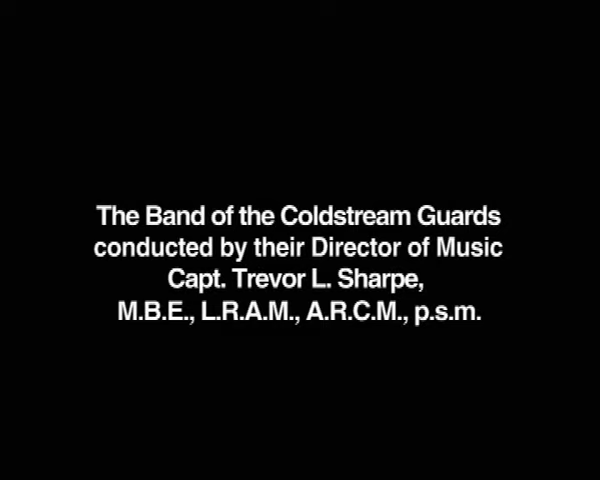 The Band of the Coldstream Guards
conducted by their Director of Music
Capt. Trevor L. Sharpe,
M.B.E., L.R.A.M., A.R.C.M., p.s.m.